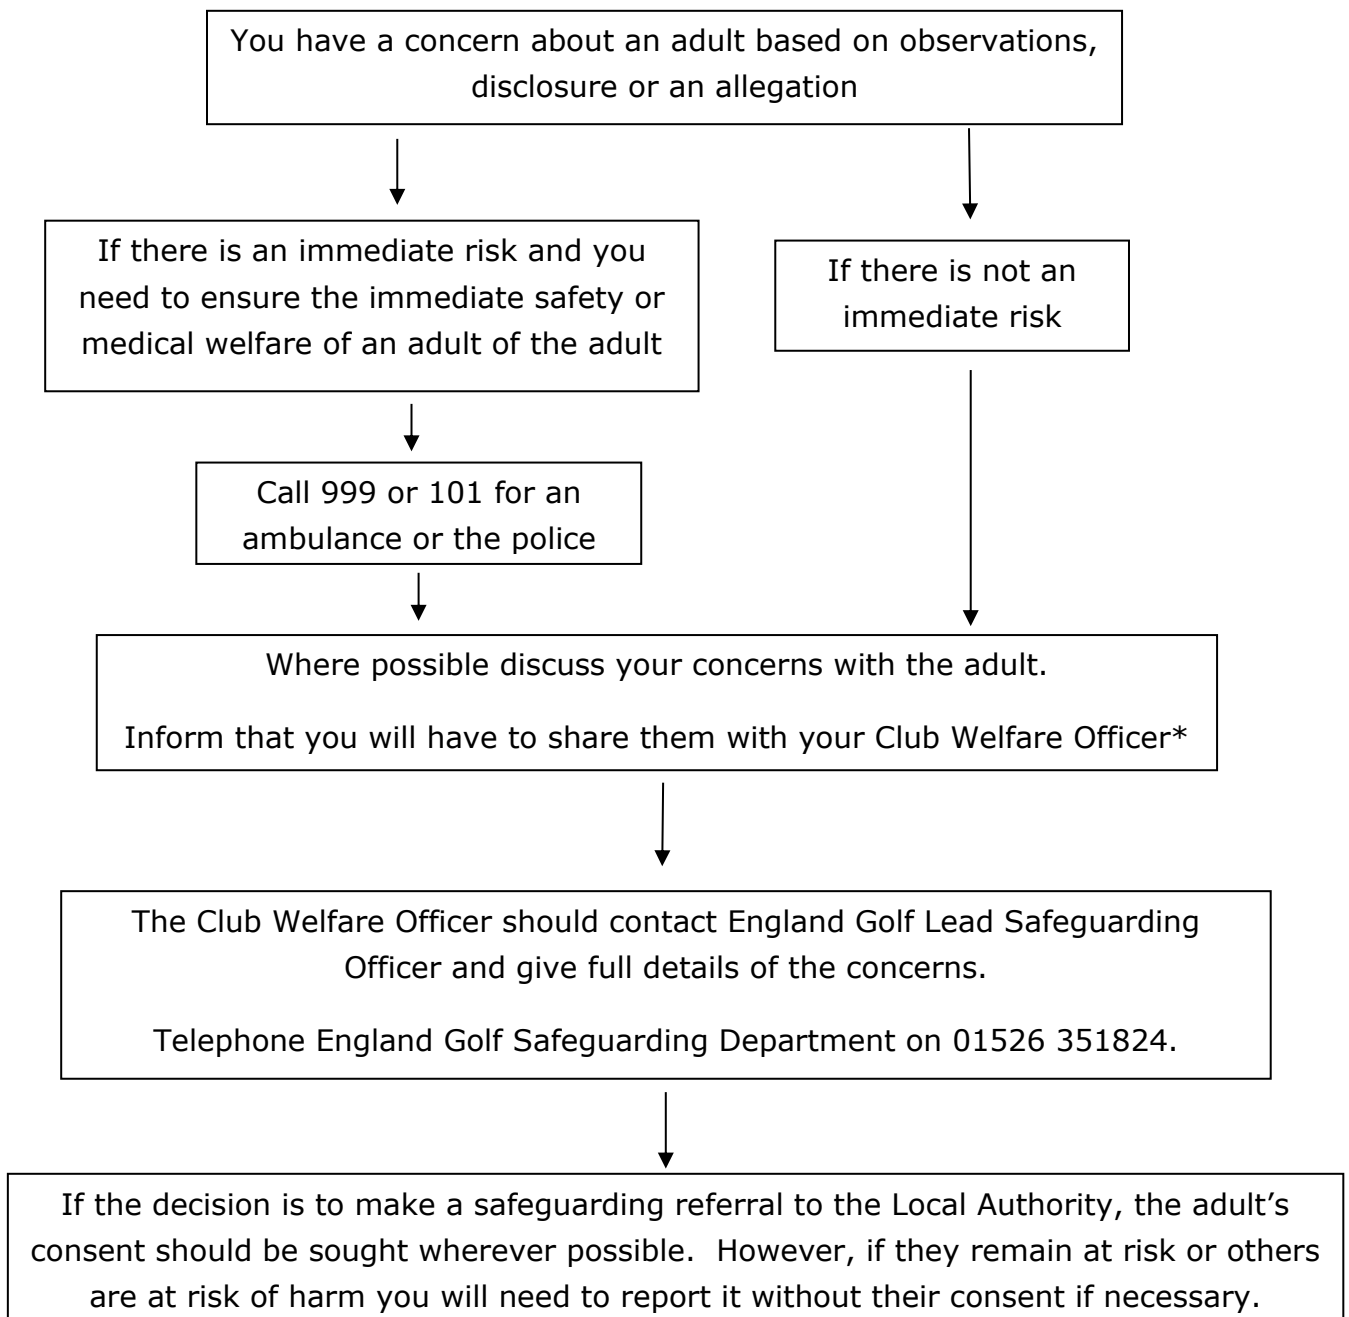 You have a concern about an adult based on observations,
disclosure or an allegation
If there is an immediate risk and you
need to ensure the immediate safety or
medical welfare of an adult of the adult
If there is not an
immediate risk
Call 999 or 101 for an
ambulance or the police
Where possible discuss your concerns with the adult.
Inform that you will have to share them with your Club Welfare Officer*
The Club Welfare Officer should contact England Golf Lead Safeguarding
Officer and give full details of the concerns.
Telephone England Golf Safeguarding Department on 01526 351824.
If the decision is to make a safeguarding referral to the Local Authority, the adult’s
consent should be sought wherever possible.  However, if they remain at risk or others
are at risk of harm you will need to report it without their consent if necessary.